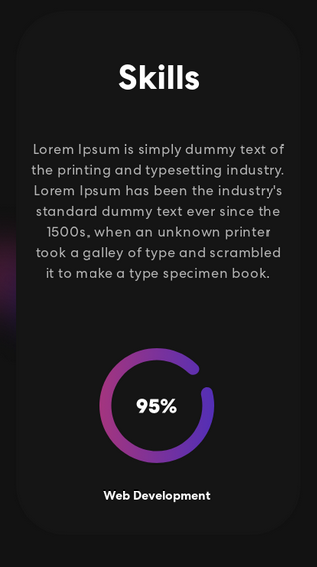 Skills
Lorem Ipsum is simply dummy text of
the printing and typesetting industry.
Lorem Ipsum has been the industry's
standard dummy text ever since the
1500s, when an unknown printer
took a galley of type and scrambled
it to make a type specimen book.
95%
Web Development